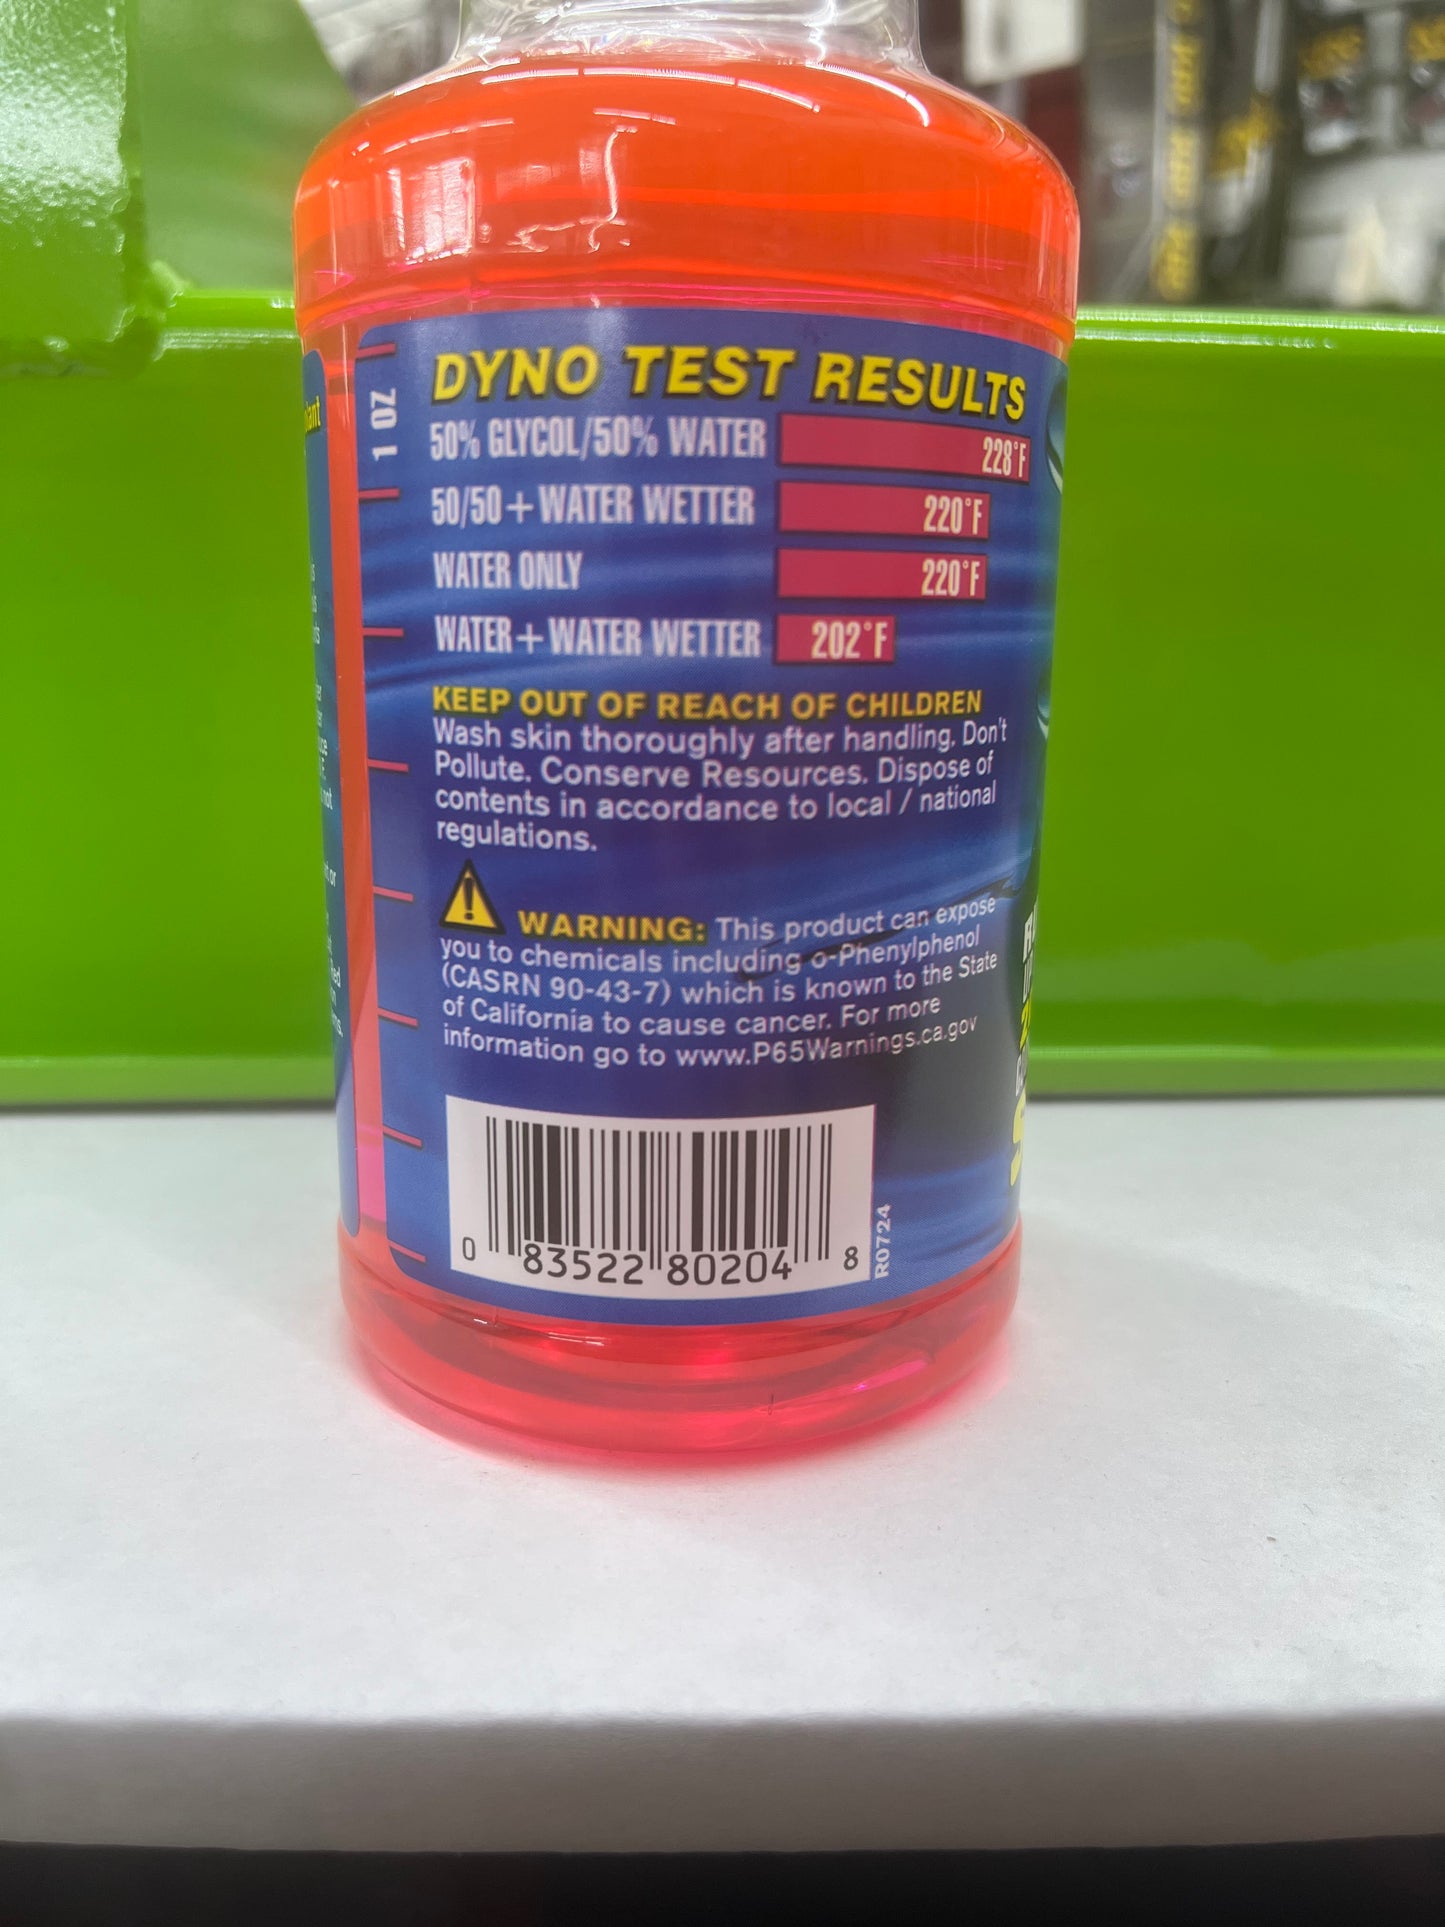 1 OZ
DYNO TEST RESULTS
50% GLYCOL/50% WATER 228°F
50/50 + WATER WETTER 220°F
WATER ONLY 220°F
WATER + WATER WETTER 202°F
KEEP OUT OF REACH OF CHILDREN
Wash skin thoroughly after handling. Don't
Pollute. Conserve Resources. Dispose of
contents in accordance to local / national
regulations.
WARNING: This product can expose
you to chemicals including o-Phenylphenol
(CASRN 90-43-7) which is known to the State
of California to cause cancer. For more
information go to www.P65Warnings.ca.gov
0 83522 80204 8
R0724